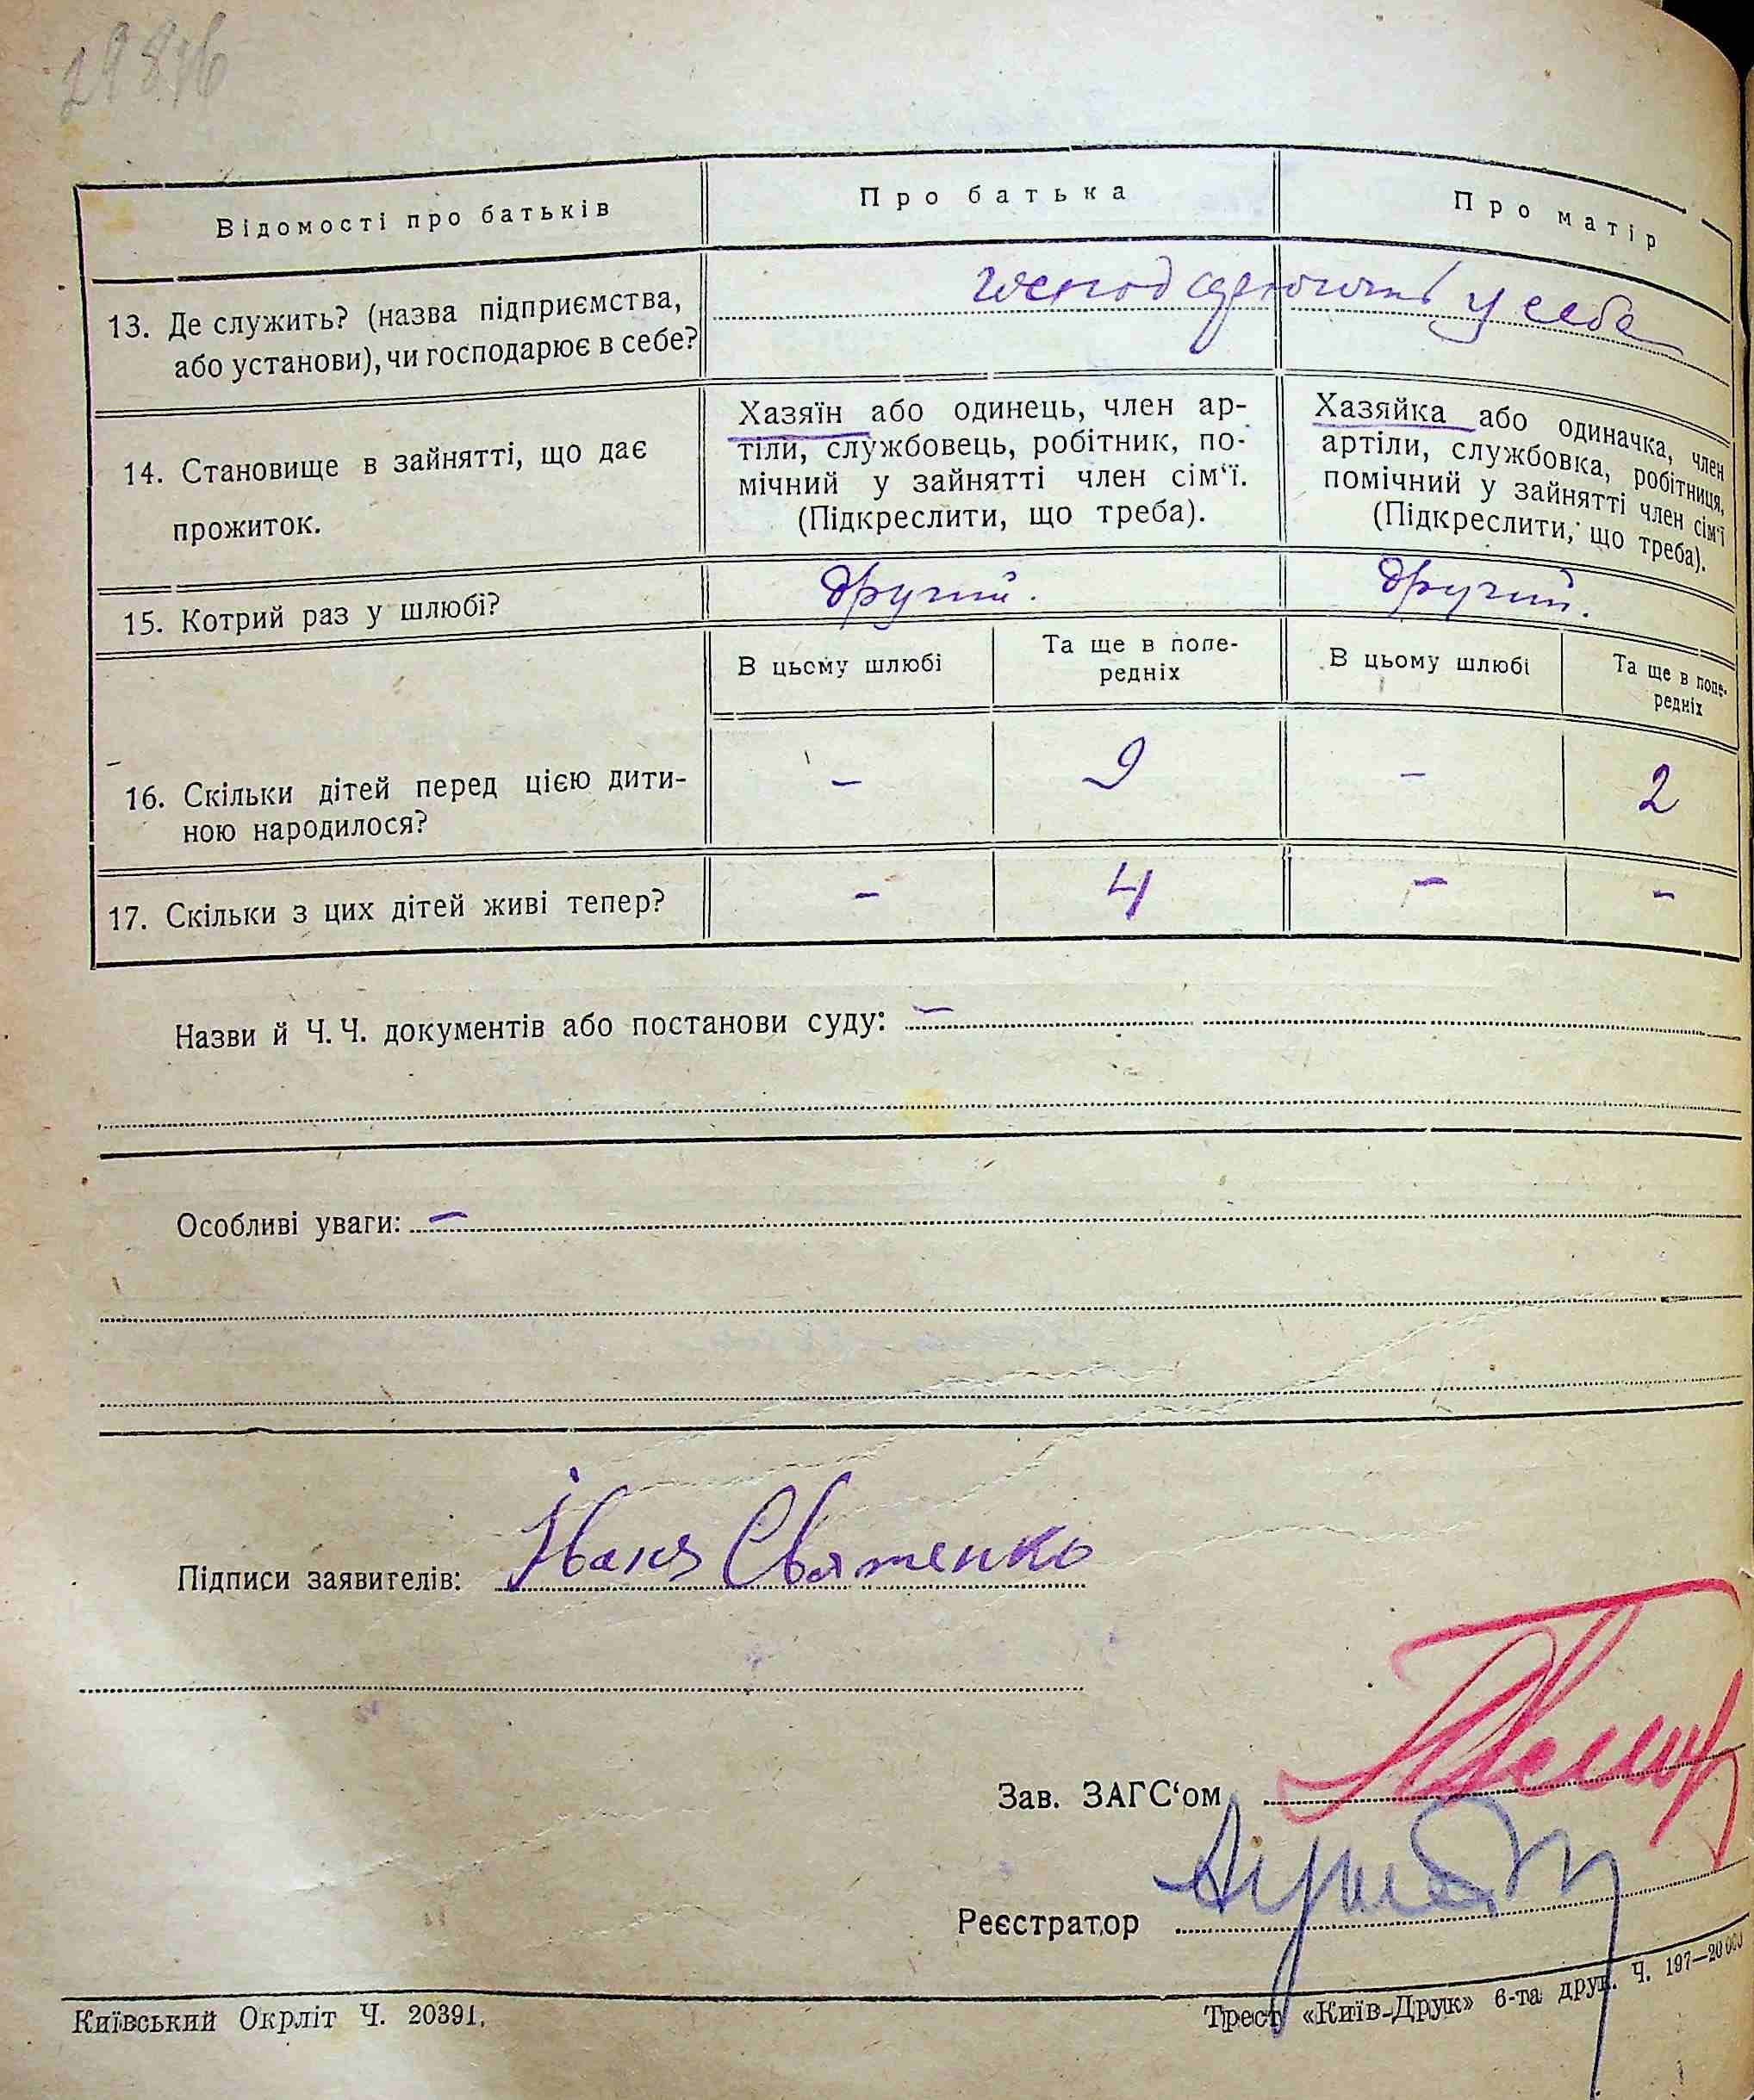 29846
Відомості про батьків
Про батька
Про матір
13. Де служить? (назва підприємства,
або установи), чи господарює в себе?
господарюють у себе
14. Становище в зайнятті, що дає
прожиток.
Хазяїн або одинець, член ар-
тіли, службовець, робітник, по-
мічний у зайнятті член сім‘ї.
(Підкреслити, що треба).
Хазяйка або одиначка, член
артіли, службовка, робітниця,
помічний у зайнятті член сім‘ї
(Підкреслити, що треба).
15. Котрий раз у шлюбі?
другий.
другий.
В цьому шлюбі
Та ще в попе-
редніх
В цьому шлюбі
Та ще в попе-
редніх
16. Скільки дітей перед цією дити-
ною народилося?
– 9 – 2
17. Скільки з цих дітей живі тепер?
– 4 – –
Назви й Ч. Ч. документів або постанови суду: –
Особливі уваги: –
Підписи заявителів: Святенко
Зав. ЗАГС‘ом
Реєстратор
Київський Окрліт Ч. 20391.
Трест «Київ-Друк» 6-та друк. Ч. 197—20000